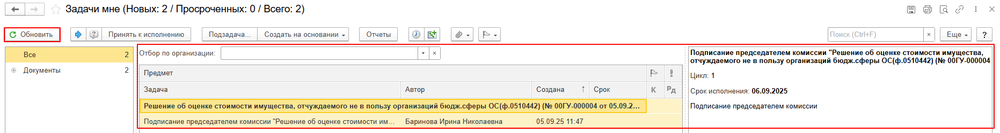 Задачи мне (Новых: 2 / Просроченных: 0 / Всего: 2)
Обновить Принять к исполнению Подзадача... Создать на основании Отчеты Поиск (Ctrl+F) × Еще ?
Все 2
Документы 2
Отбор по организации:
Предмет
Задача Автор Создана ↑ Срок К РД
Решение об оценке стоимости имущества, отчуждаемого не в пользу организаций бюдж.сферы ОС(ф.0510442) (№ 00ГУ-000004 от 05.09.2...
Подписание председателем комиссии "Решение об оценке стоимости им... Баринова Ирина Николаевна 05.09.25 11:47
Подписание председателем комиссии "Решение об оценке стоимости имущества,
отчуждаемого не в пользу организаций бюдж.сферы ОС(ф.0510442) (№ 00ГУ-000004
Цикл: 1
Срок исполнения: 06.09.2025
Подписание председателем комиссии